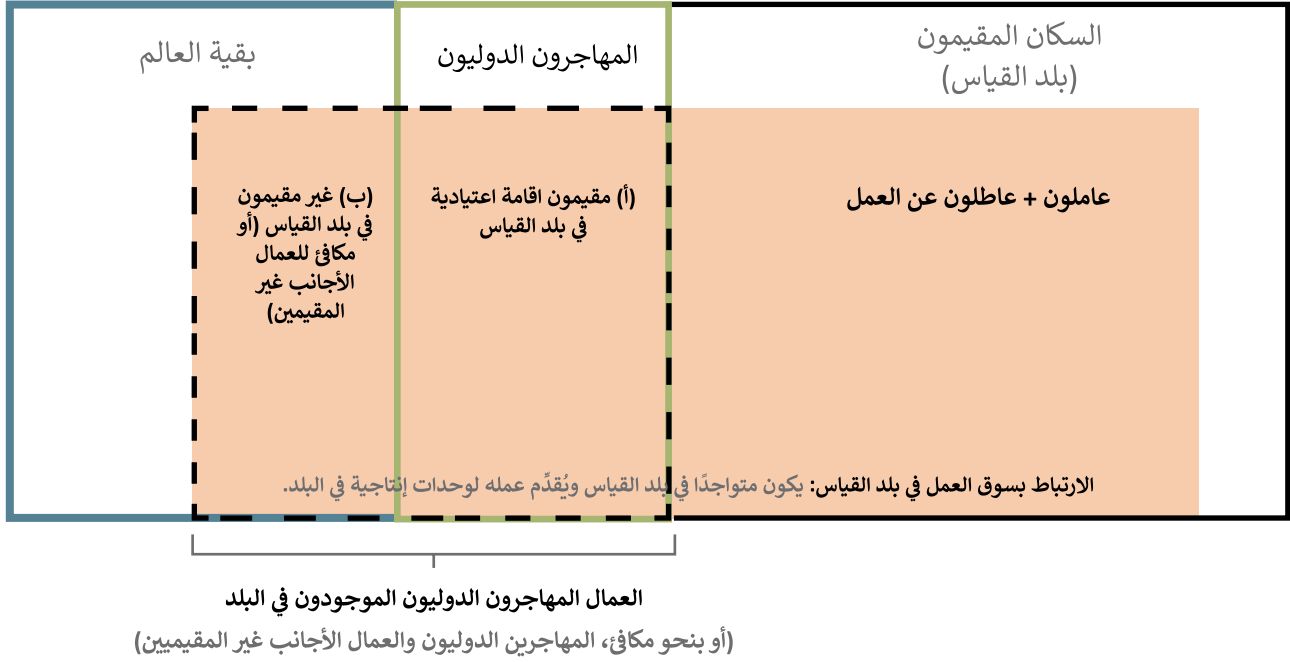 السكان المقيمون
(بلد القياس)
المهاجرون الدوليون
بقية العالم
عاملون + عاطلون عن العمل
(أ) مقيمون اقامة اعتيادية
في بلد القياس
(ب) غير مقيمون
في بلد القياس (أو
مكافئ للعمال
الأجانب غير
المقيمين)
الارتباط بسوق العمل في بلد القياس: يكون متواجدًا في بلد القياس ويُقدِّم عمله لوحدات إنتاجية في البلد.
العمال المهاجرون الدوليون الموجودون في البلد
(أو بنحو مكافئ، المهاجرين الدوليون والعمال الأجانب غير المقيميين)